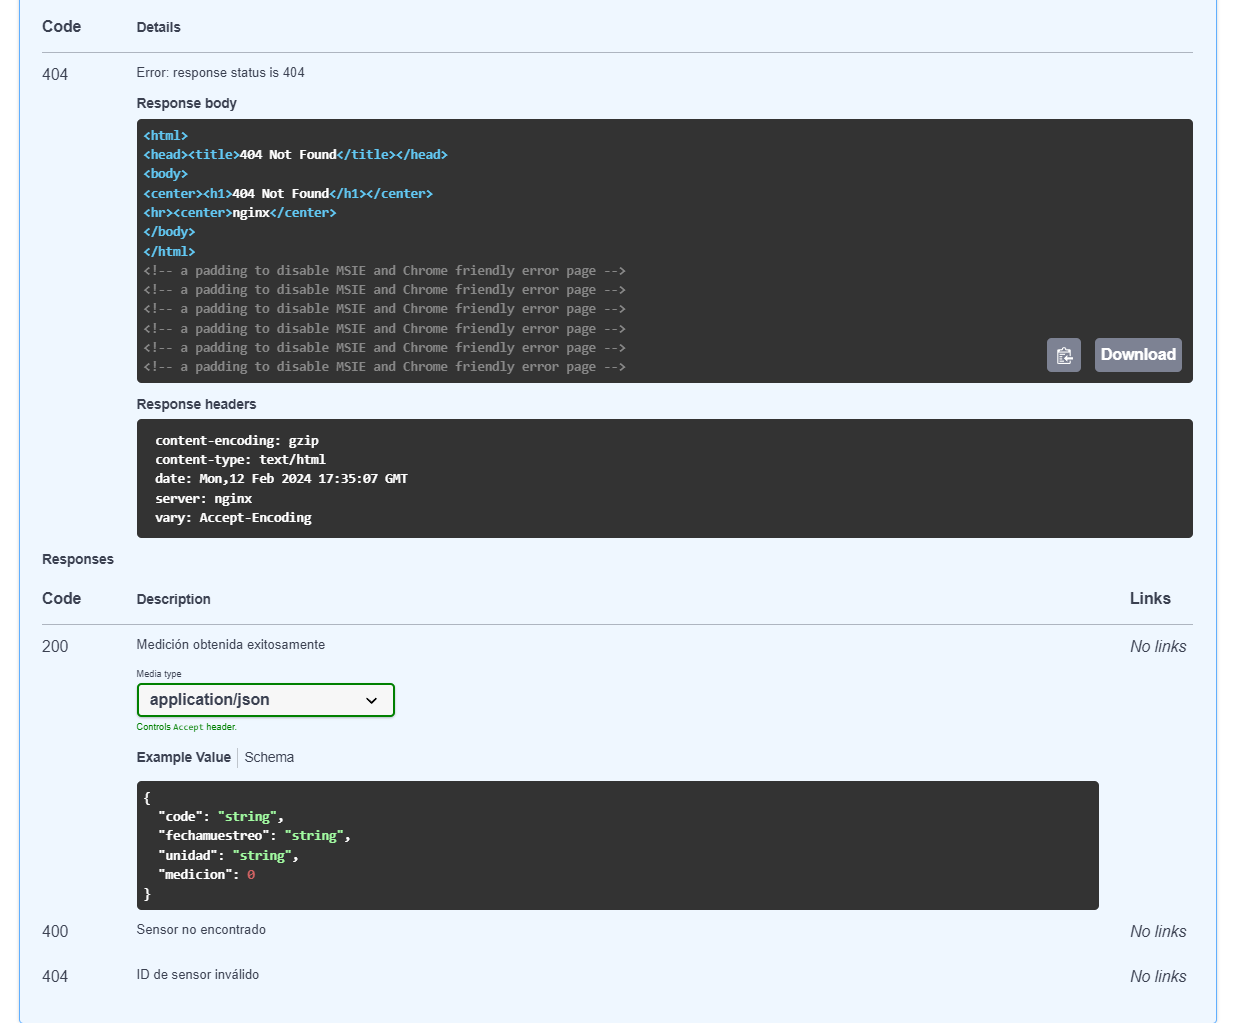 Code Details
404 Error: response status is 404
Response body
<html>
<head><title>404 Not Found</title></head>
<body>
<center><h1>404 Not Found</h1></center>
<hr><center>nginx</center>
</body>
</html>
<!-- a padding to disable MSIE and Chrome friendly error page -->
<!-- a padding to disable MSIE and Chrome friendly error page -->
<!-- a padding to disable MSIE and Chrome friendly error page -->
<!-- a padding to disable MSIE and Chrome friendly error page -->
<!-- a padding to disable MSIE and Chrome friendly error page -->
<!-- a padding to disable MSIE and Chrome friendly error page -->
Download
Response headers
content-encoding: gzip
content-type: text/html
date: Mon,12 Feb 2024 17:35:07 GMT
server: nginx
vary: Accept-Encoding
Responses
Code Description Links
200 Medición obtenida exitosamente No links
Media type
application/json
Controls Accept header.
Example Value Schema
{
"code": "string",
"fechamuestreo": "string",
"unidad": "string",
"medicion": 0
}
400 Sensor no encontrado No links
404 ID de sensor inválido No links